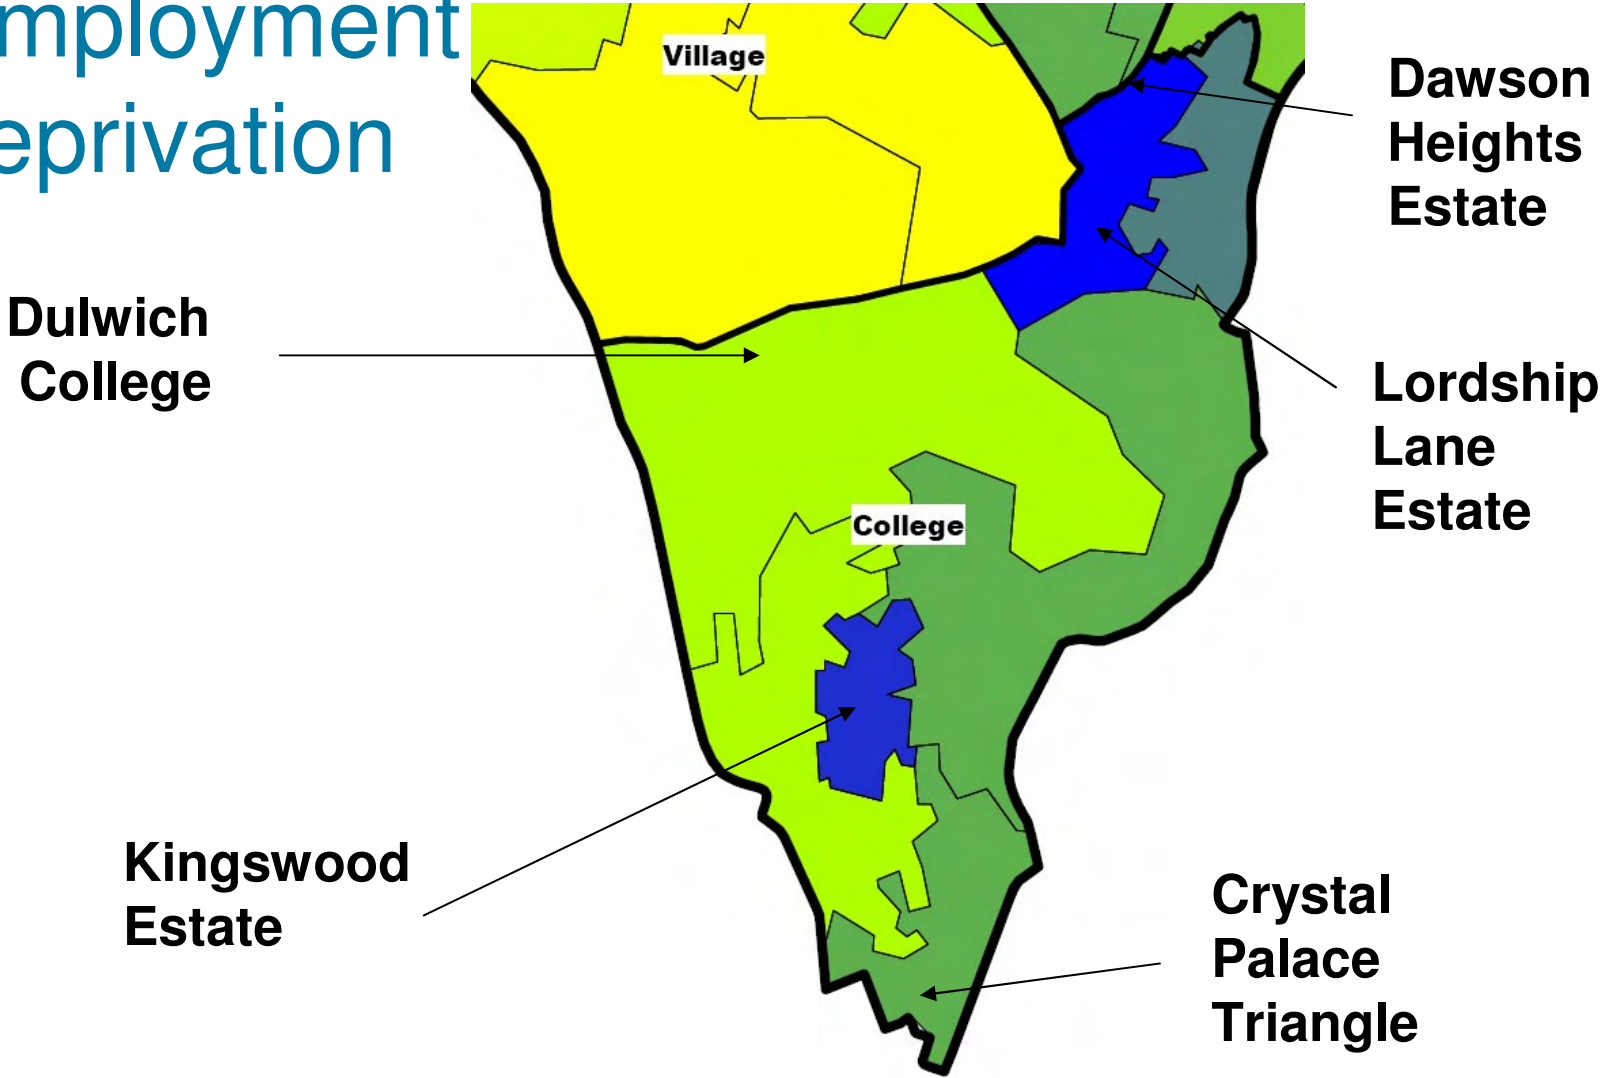 mployment
eprivation
Village
Dawson
Heights
Estate
Dulwich
College
Lordship
Lane
Estate
College
Kingswood
Estate
Crystal
Palace
Triangle